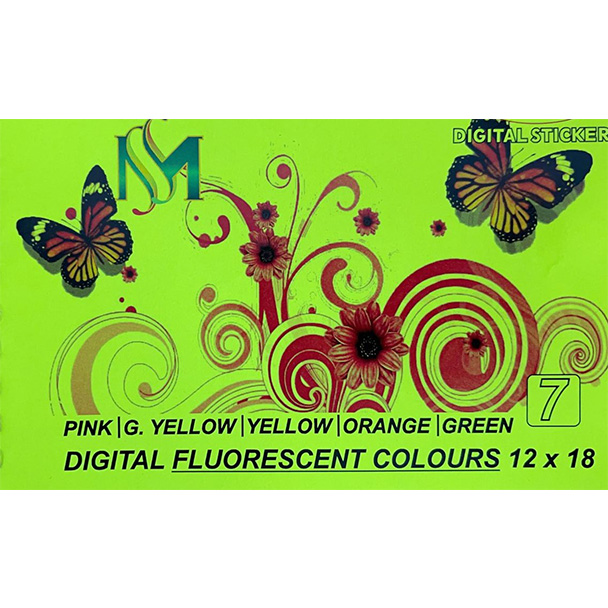 DIGITAL STICKER
PINK|G. YELLOW|YELLOW|ORANGE|GREEN
7
DIGITAL FLUORESCENT COLOURS 12 x 18